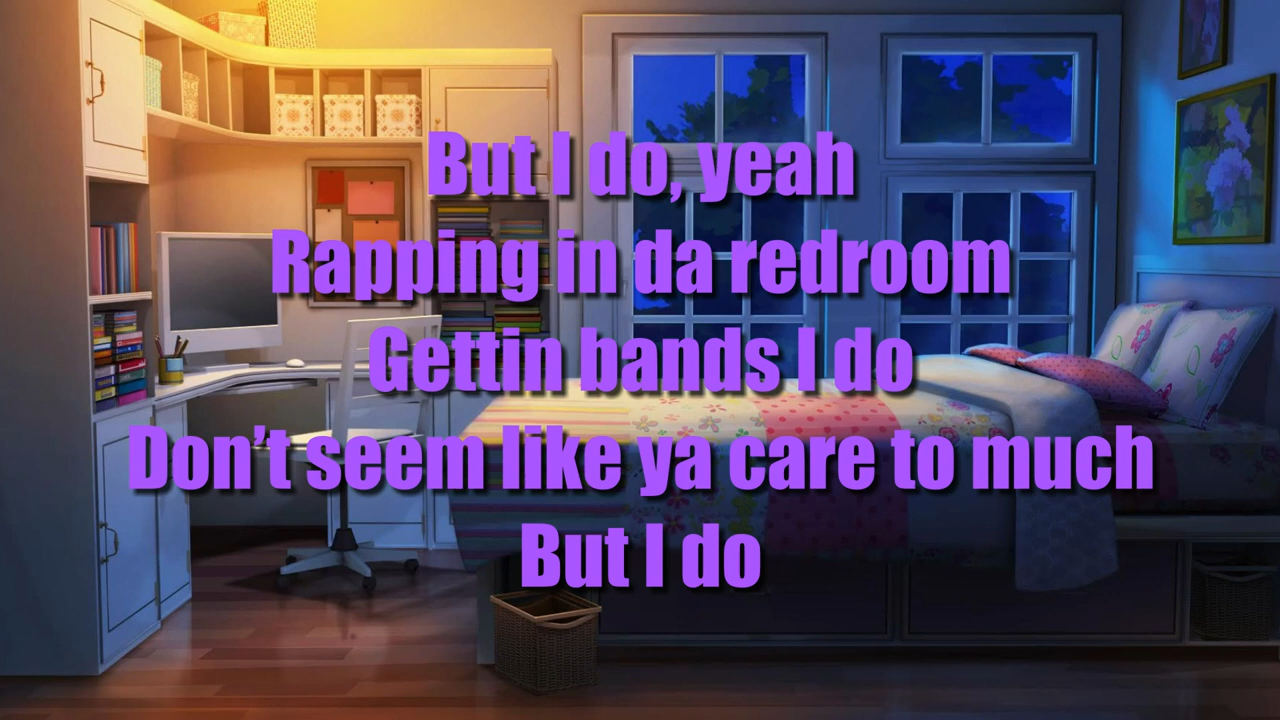 But I do, yeah
Rapping in da redroom
Gettin bands I do
Don’t seem like ya care to much
But I do